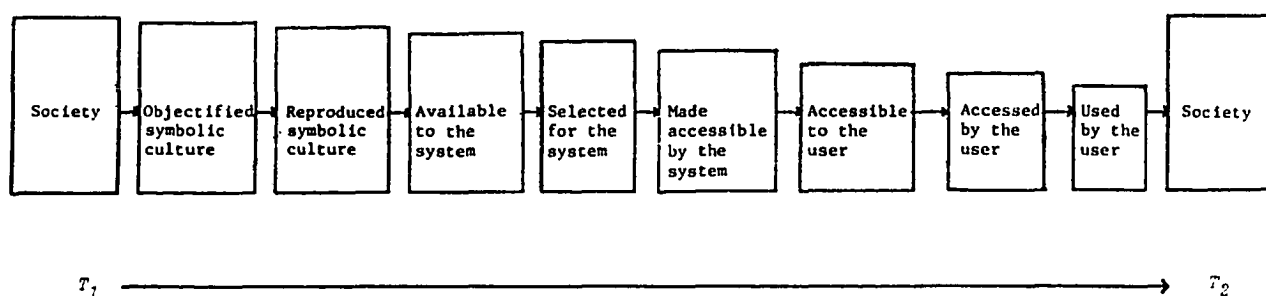 Society
Objectified
symbolic
culture
Reproduced
symbolic
culture
Available
to the
system
Selected
for the
system
Made
accessible
by the
system
Accessible
to the
user
Accessed
by the
user
Used
by the
user
Society
T1
T2